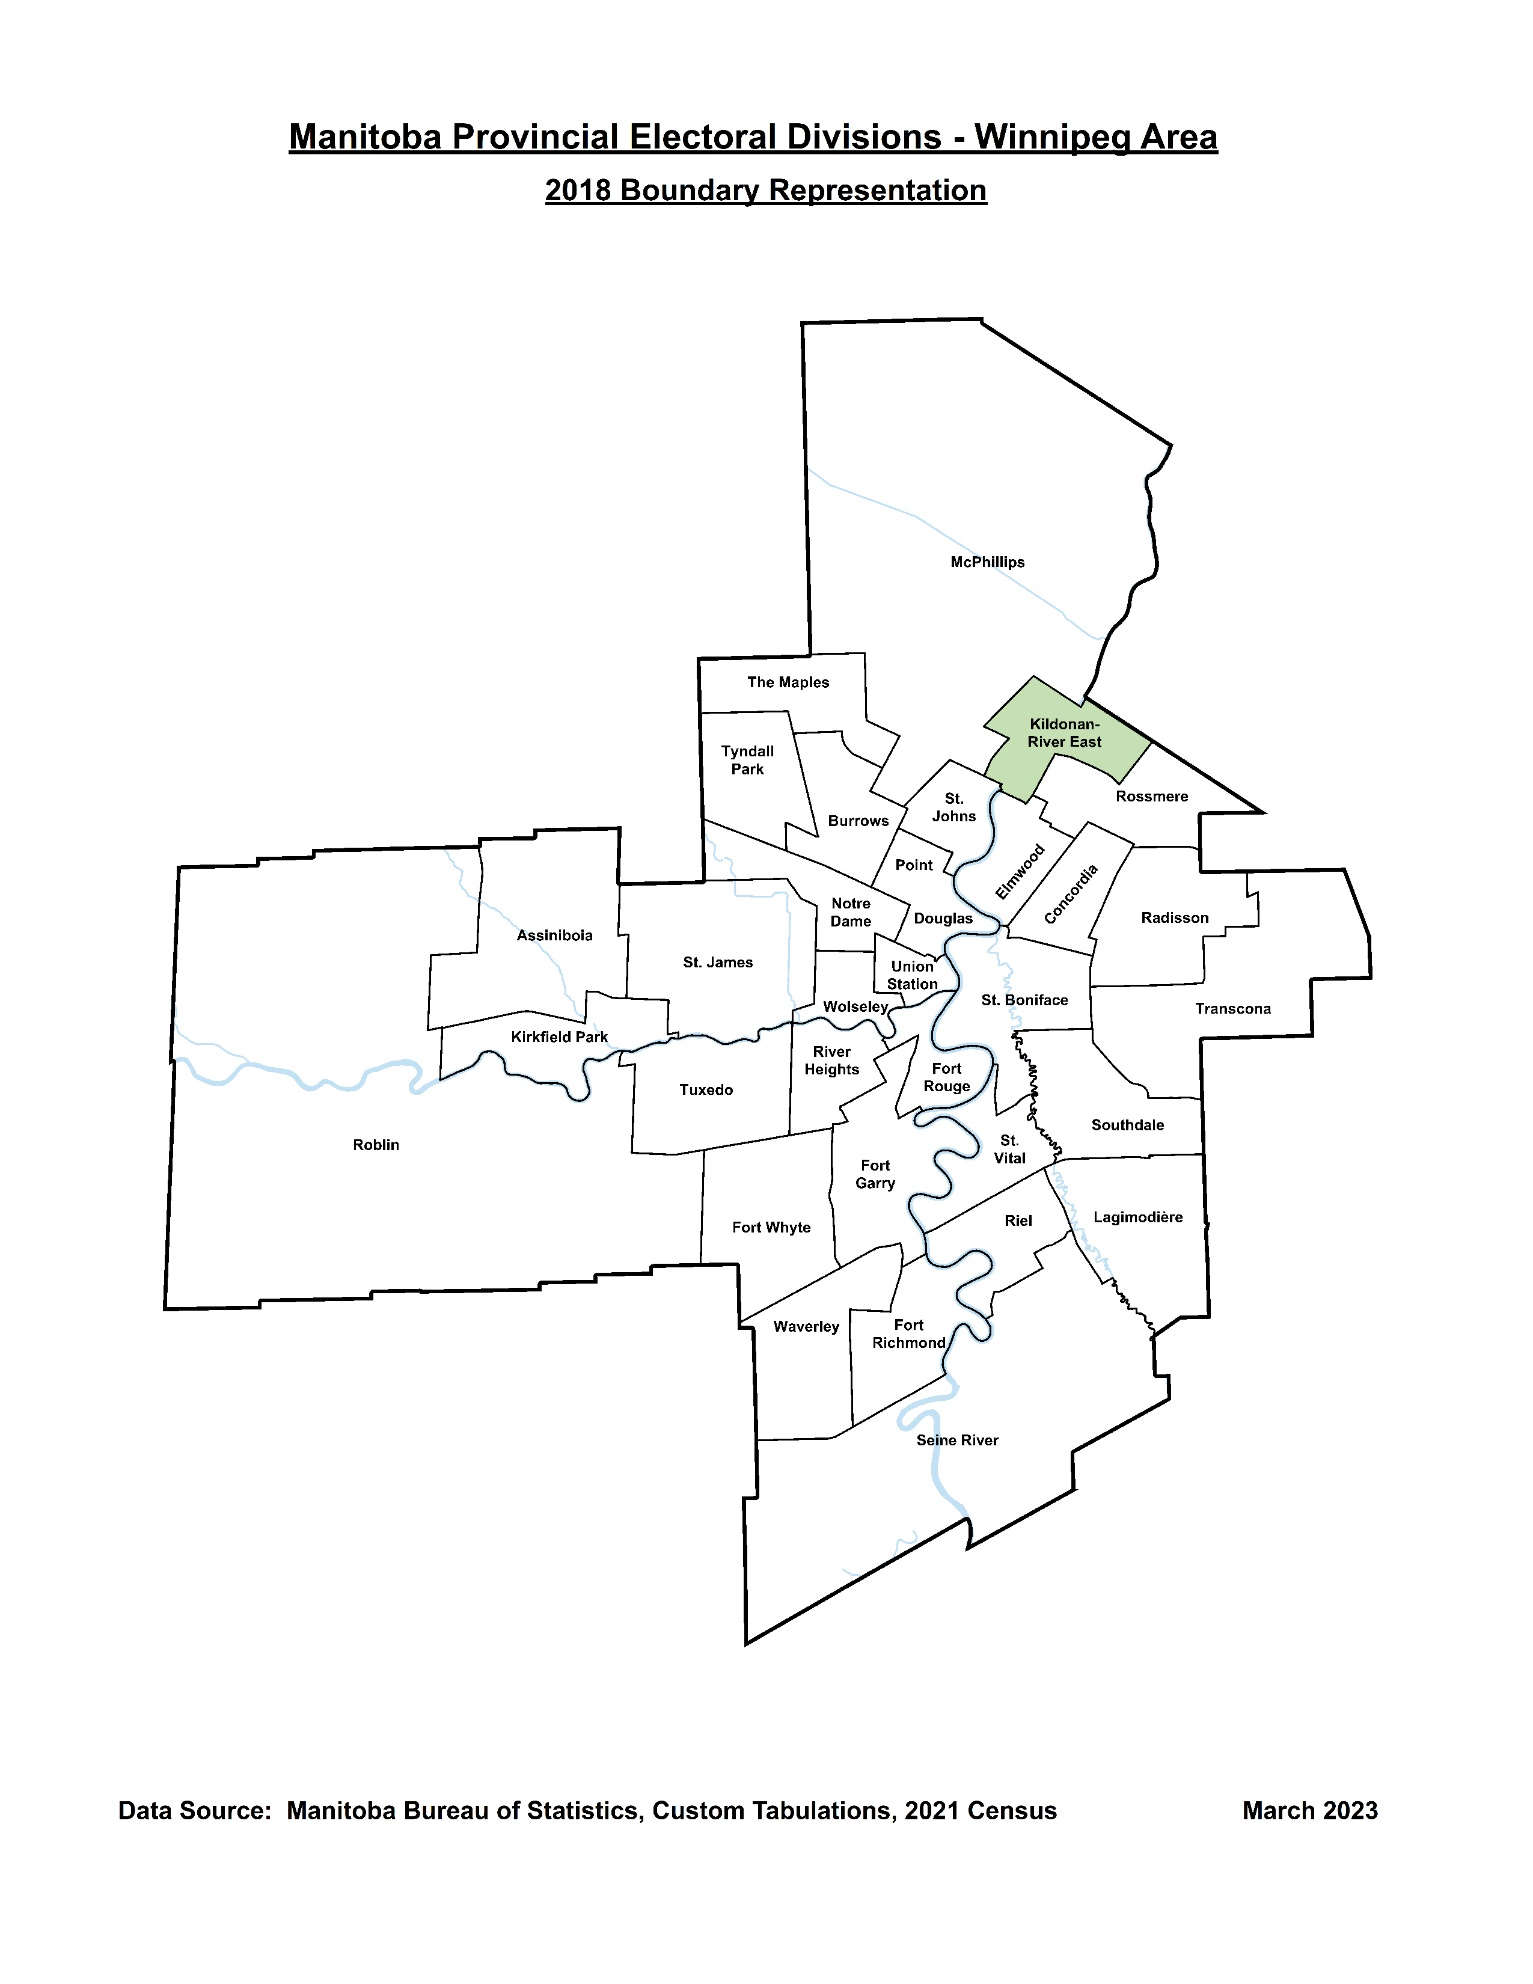 Manitoba Provincial Electoral Divisions - Winnipeg Area
2018 Boundary Representation
McPhillips
The Maples
Kildonan-
River East
Tyndall
Park
Rossmere
St.
Johns
Burrows
Point
Elmwood
Concordia
Notre
Dame
Douglas
Radisson
Assiniboia
St. James
Union
Station
Wolseley
St. Boniface
Transcona
Kirkfield Park
River
Heights
Tuxedo
Fort
Rouge
Southdale
Roblin
St.
Vital
Fort
Garry
Fort Whyte
Riel
Lagimodière
Waverley
Fort
Richmond
Seine River
Data Source:  Manitoba Bureau of Statistics, Custom Tabulations, 2021 Census
March 2023